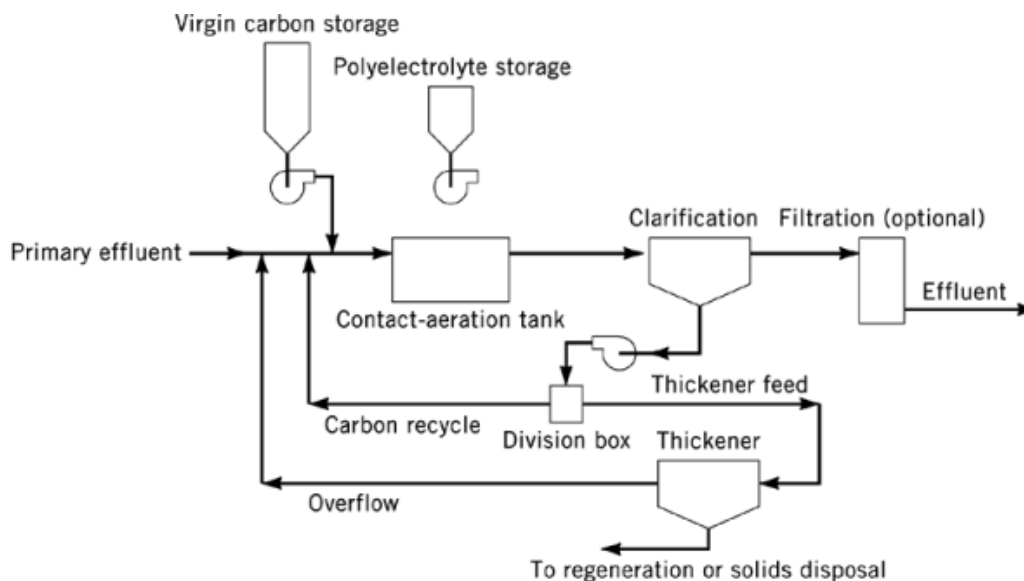 Virgin carbon storage
Polyelectrolyte storage
Clarification
Filtration (optional)
Primary effluent
Effluent
Contact-aeration tank
Thickener feed
Carbon recycle
Division box
Thickener
Overflow
To regeneration or solids disposal